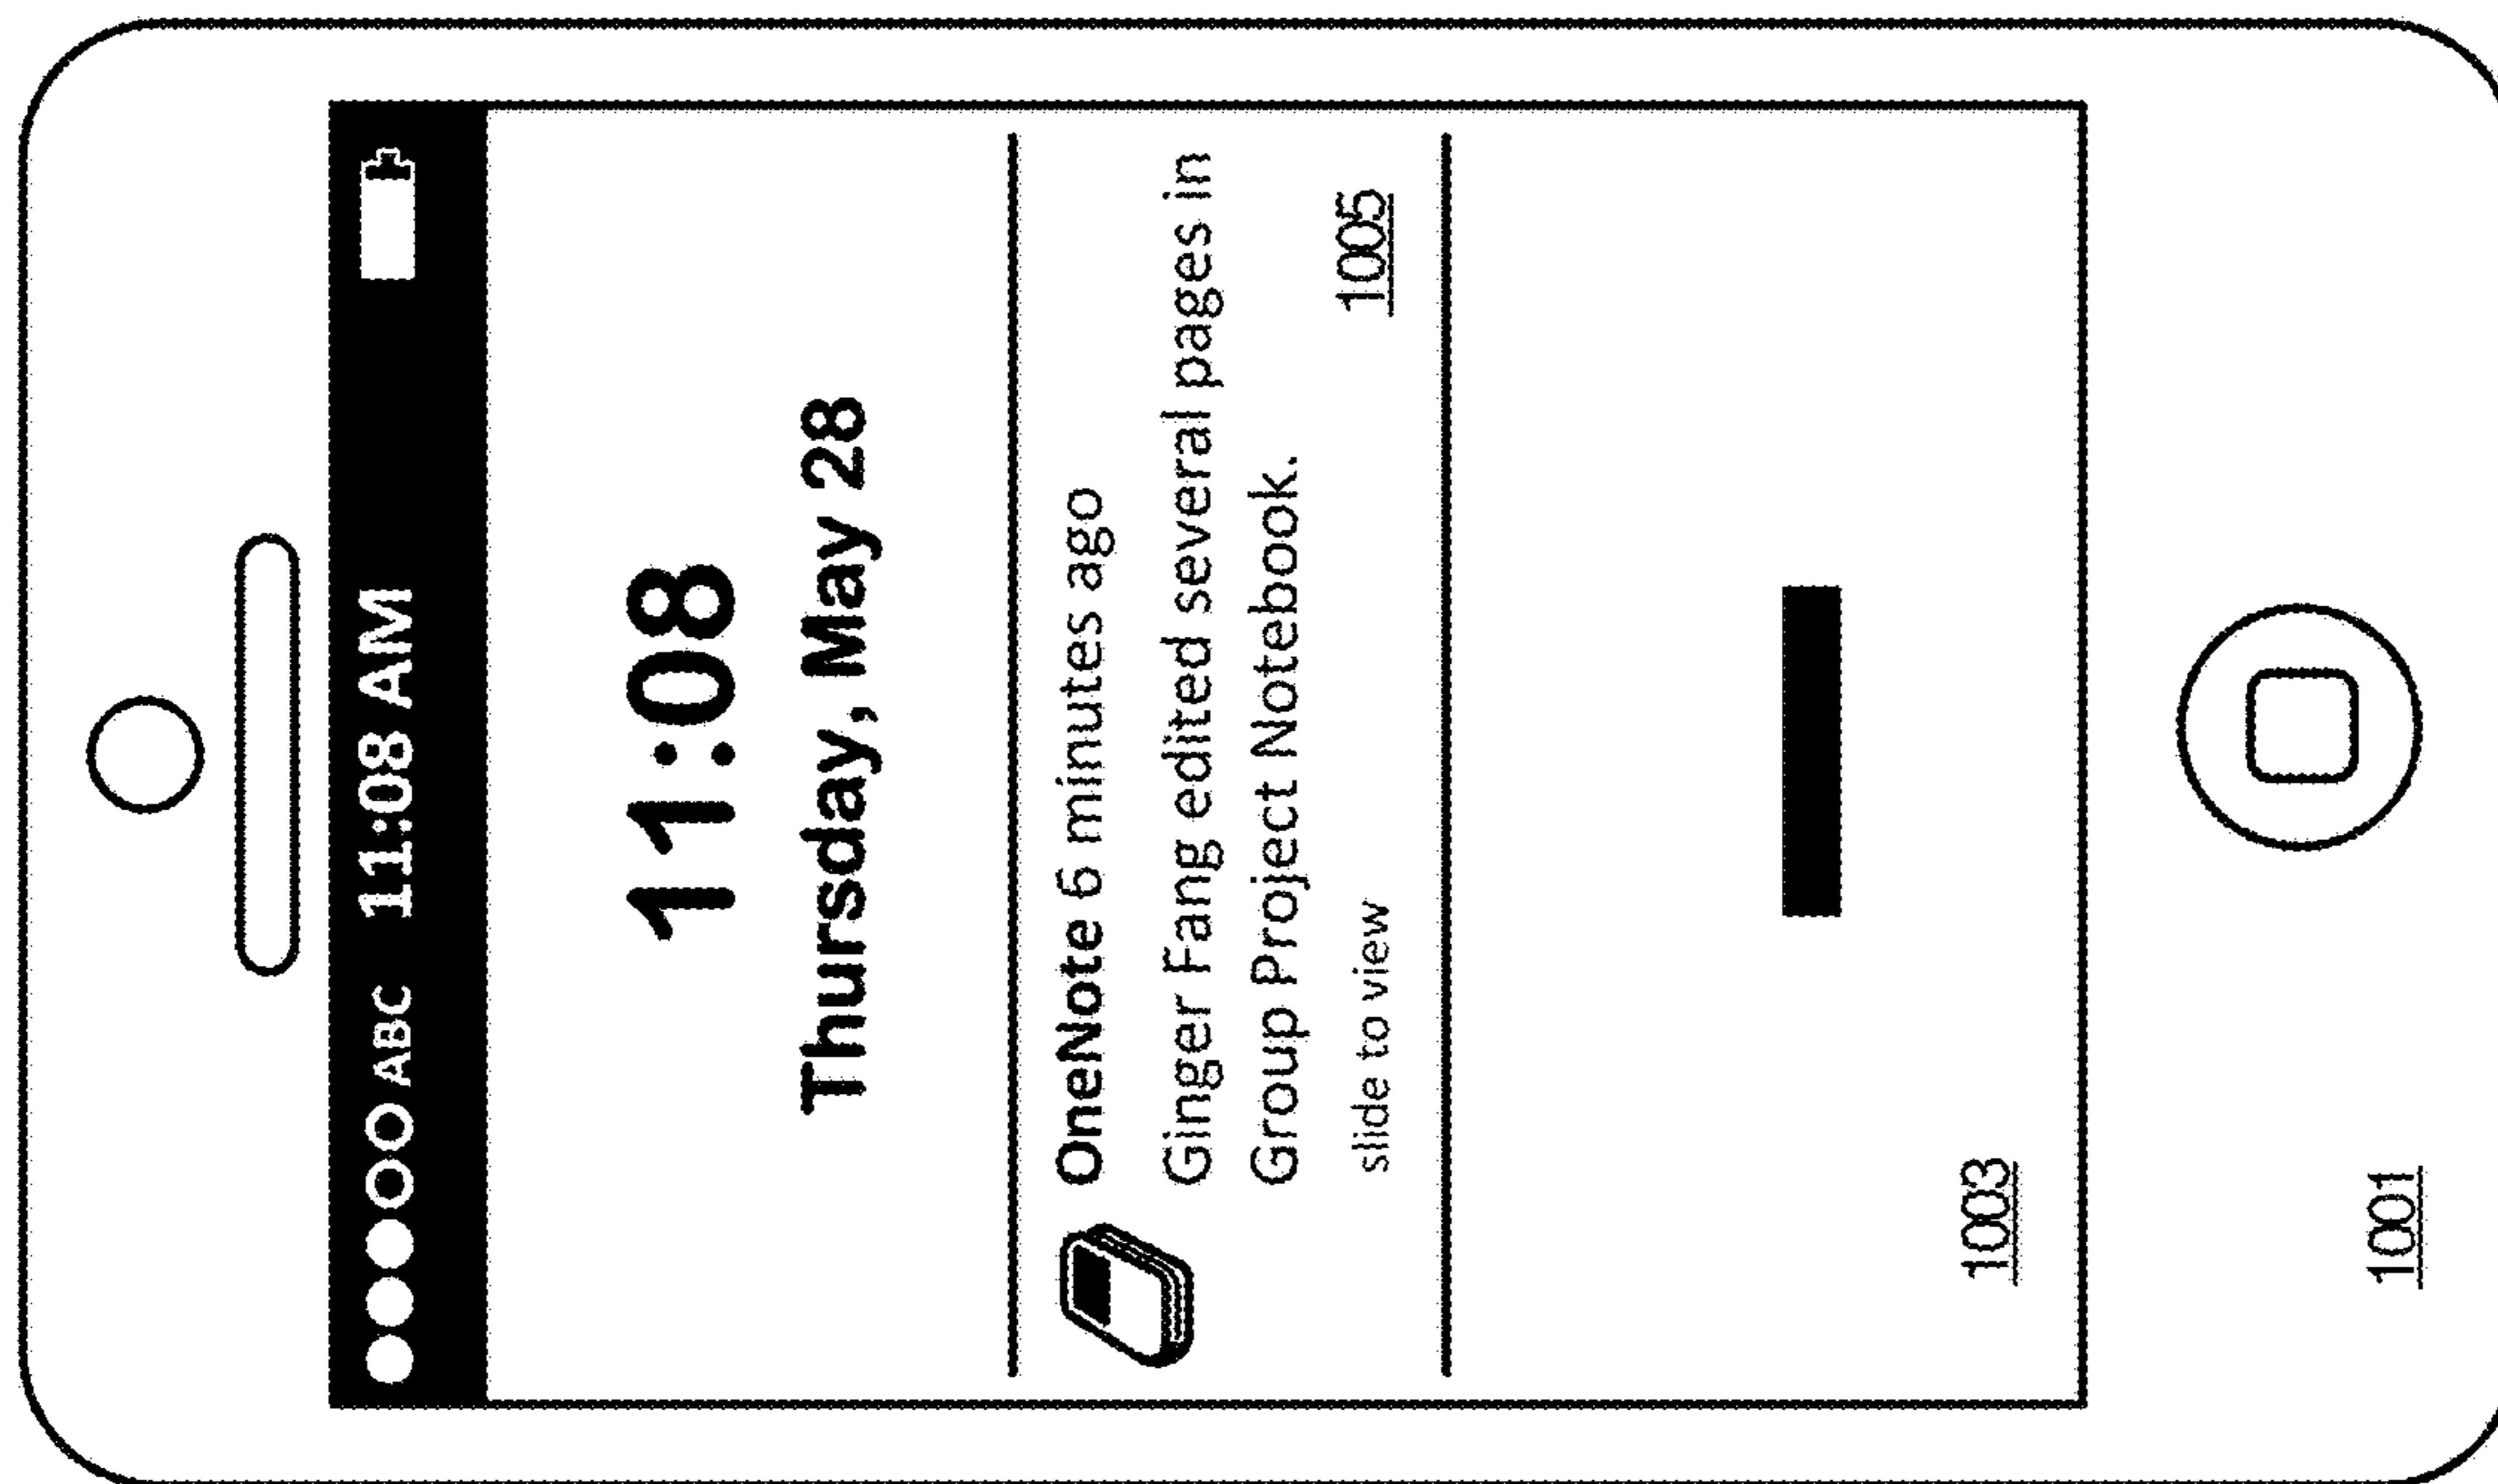 ABC 11:08 AM
11:08
Thursday, May 28
OneNote 6 minutes ago
Ginger Fang edited several pages in
Group Project Notebook.
slide to view
1005
1003
1001